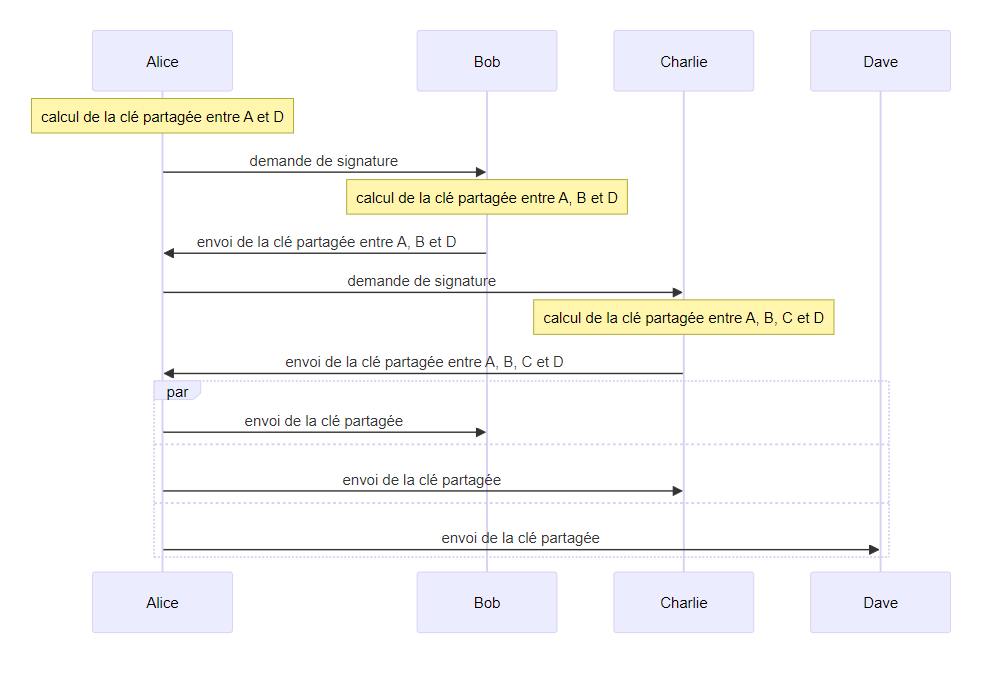 Alice
Bob
Charlie
Dave
calcul de la clé partagée entre A et D
demande de signature
calcul de la clé partagée entre A, B et D
envoi de la clé partagée entre A, B et D
demande de signature
calcul de la clé partagée entre A, B, C et D
envoi de la clé partagée entre A, B, C et D
par
envoi de la clé partagée
envoi de la clé partagée
envoi de la clé partagée
Alice
Bob
Charlie
Dave